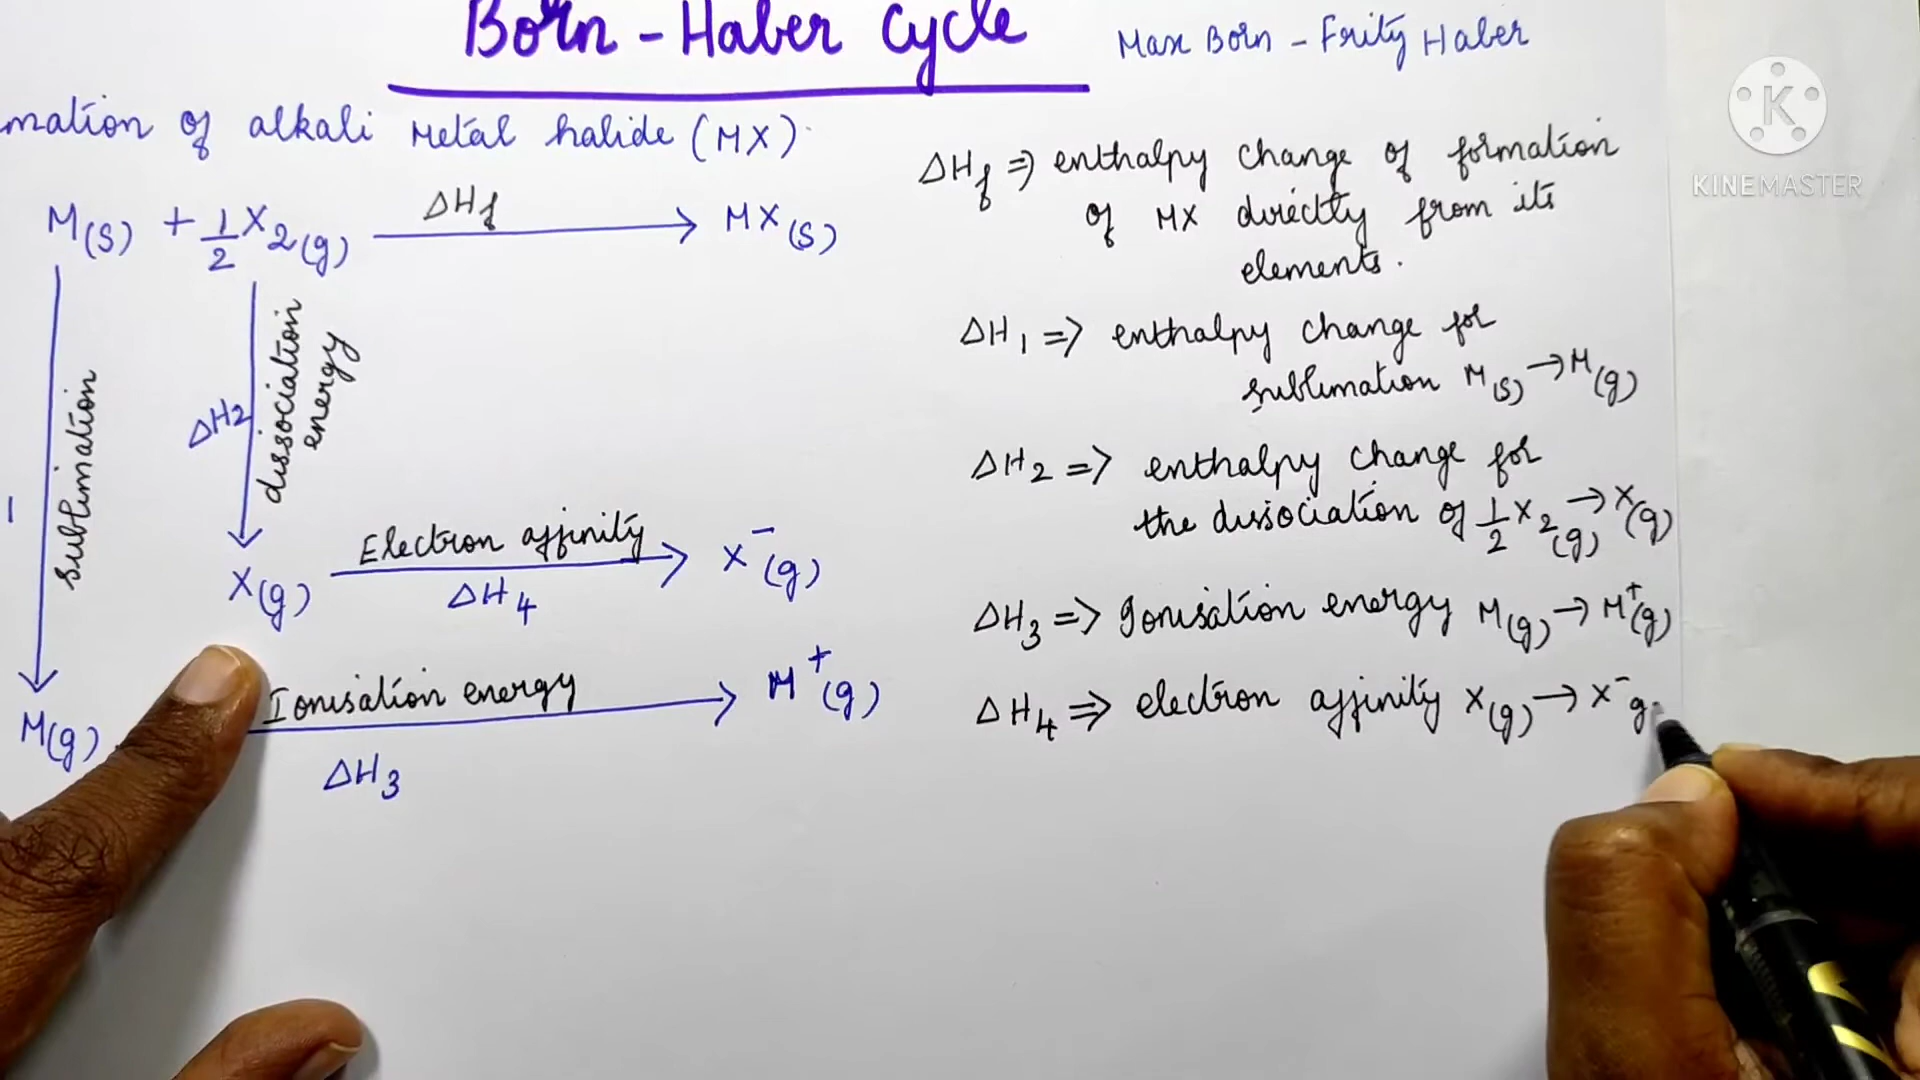 Born - Haber Cycle
Max Born - Fritz Haber
mation of alkali Metal halide (MX).
M(s) + 1/2 X2(g) ΔHf → MX(s)
sublimation
ΔH2
dissociation
energy
X(g) Electron affinity → X⁻(g)
ΔH4
M(g) Ionisation energy → M⁺(g)
ΔH3
ΔHf ⇒ enthalpy change of formation
of MX directly from its
elements.
ΔH1 => enthalpy change for
sublimation M(s) → M(g)
ΔH2 => enthalpy change for
the dissociation of 1/2 X2(g) → X(g)
ΔH3 => Ionisation energy M(g) → M⁺(g)
ΔH4 => electron affinity X(g) → X⁻g
K
KINEMASTER